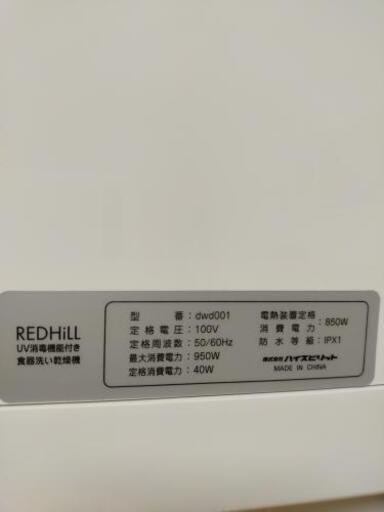 REDHiLL
UV消毒機能付き
食器洗い乾燥機
型 番：dwd001
定格電圧：100V
定格周波数：50/60Hz
最大消費電力：950W
定格消費電力：40W
電熱装置定格
消費電力：850W
防水等級：IPX1
株式会社ハイスピリット
MADE IN CHINA